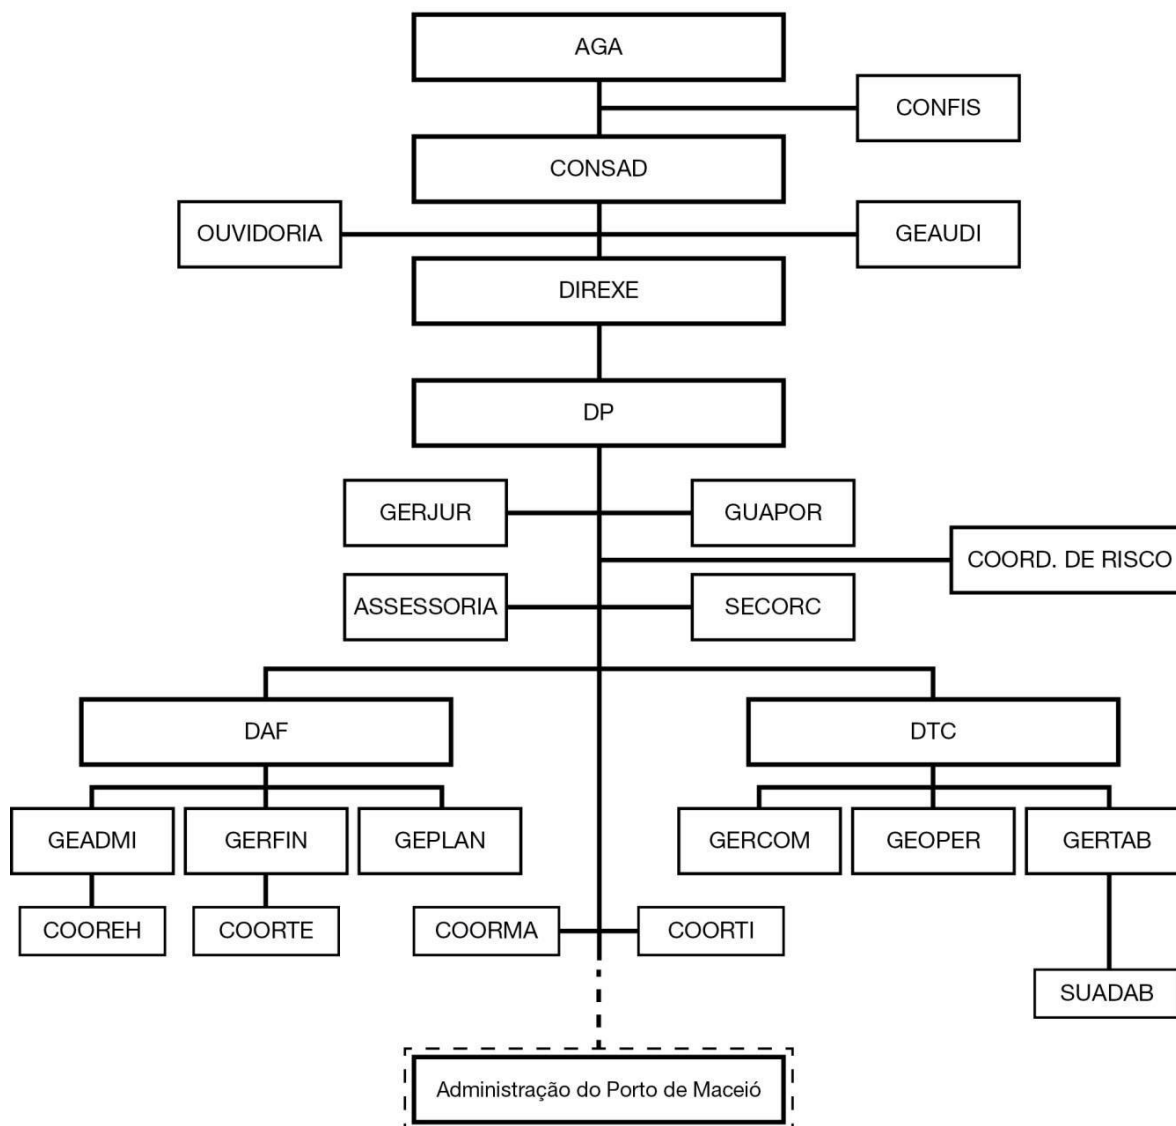 AGA
CONFIS
CONSAD
OUVIDORIA
GEAUDI
DIREXE
DP
GERJUR
GUAPOR
COORD. DE RISCO
ASSESSORIA
SECORC
DAF
DTC
GEADMI
GERFIN
GEPLAN
GERCOM
GEOPER
GERTAB
COOREH
COORTE
COORMA
COORTI
SUADAB
Administração do Porto de Maceió